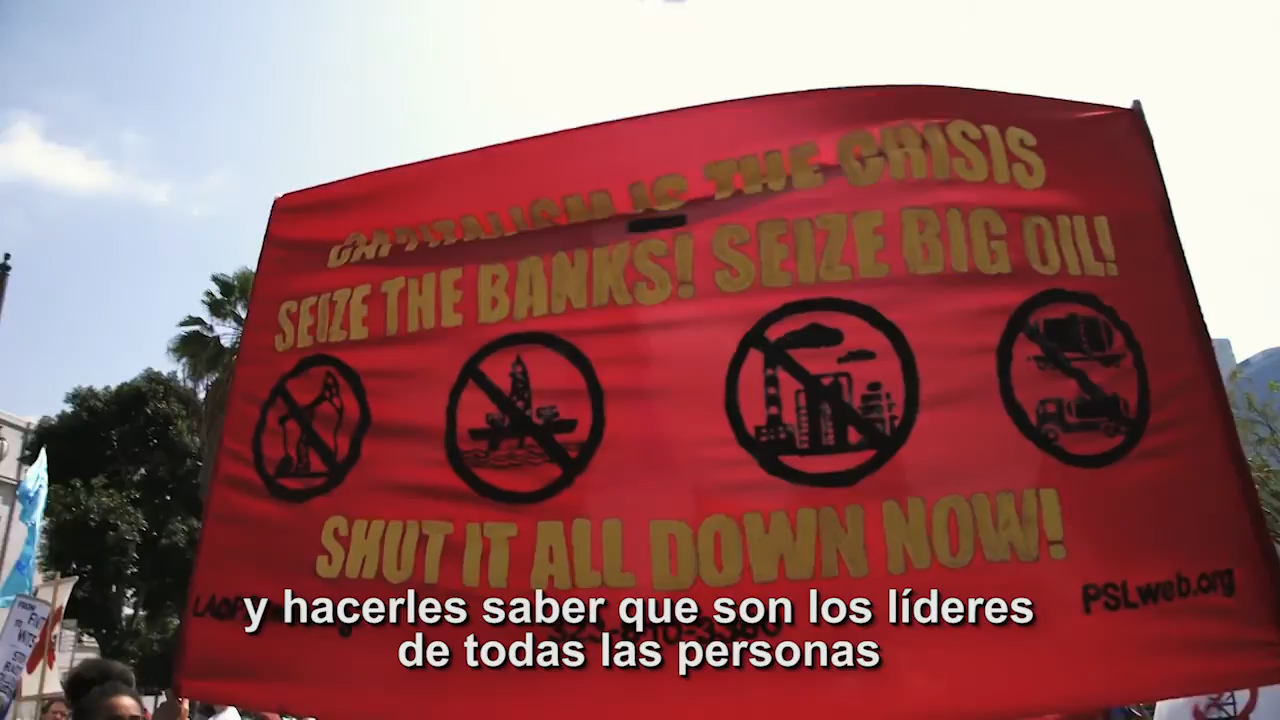 CAPITALISM IS THE CRISIS
SEIZE THE BANKS! SEIZE BIG OIL!
SHUT IT ALL DOWN NOW!
PSLweb.org
y hacerles saber que son los líderes
de todas las personas
FROM